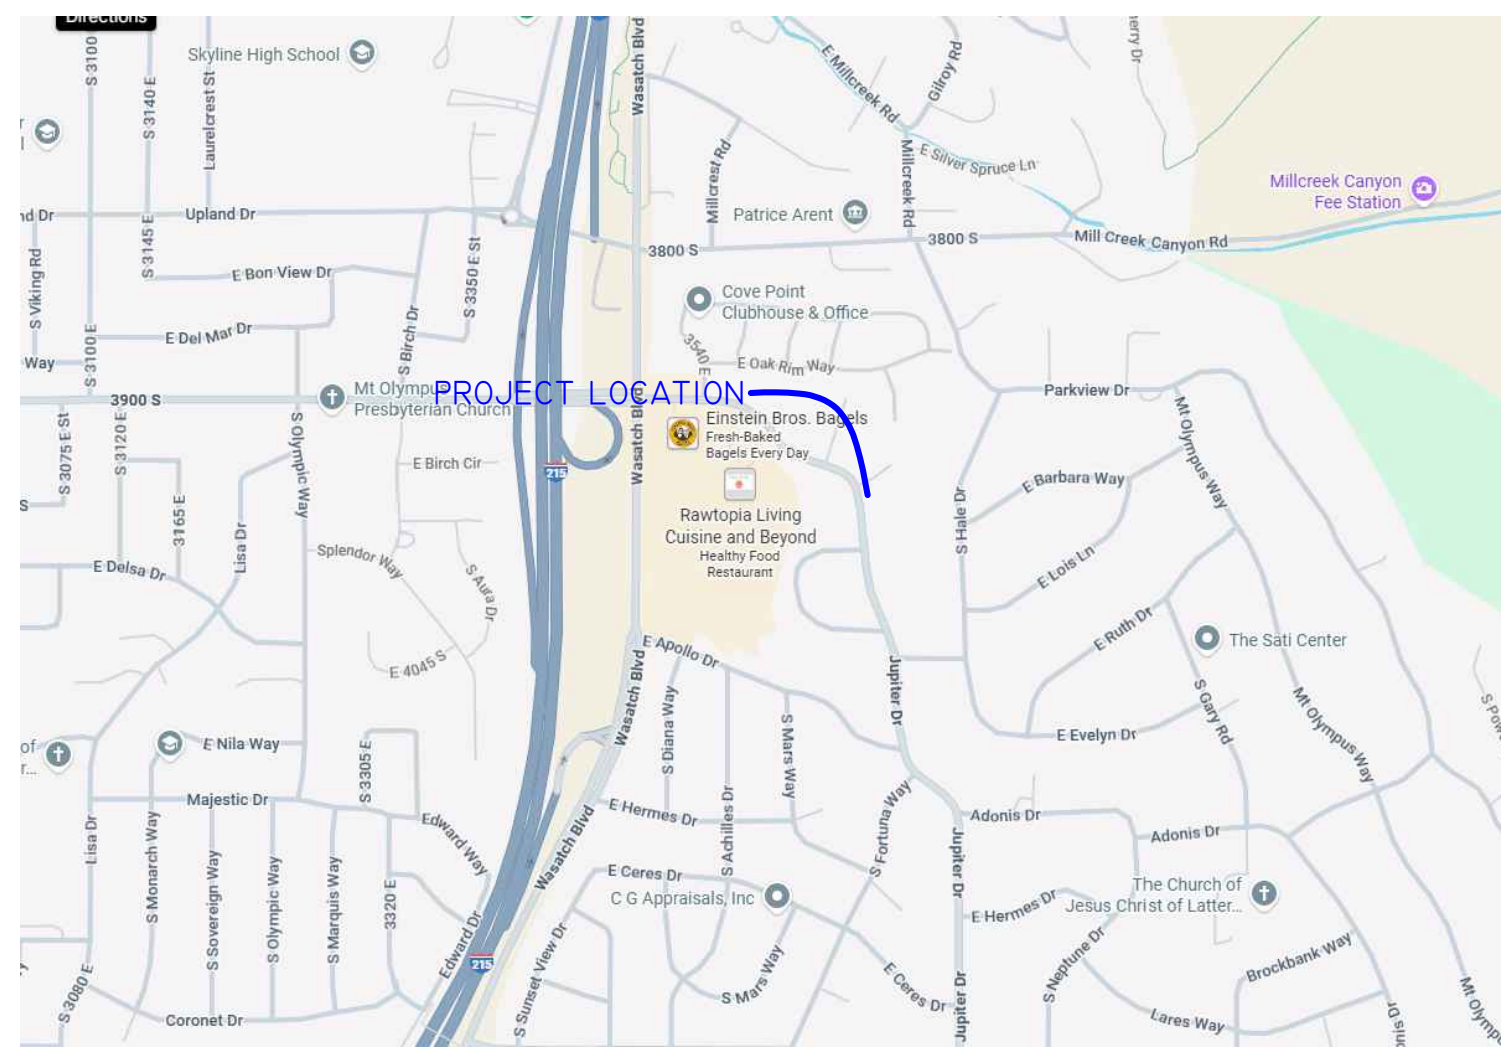 Directions
Skyline High School
S 3100
S 3140 E
Laurelcrest St
Wasatch Blvd
E Millcreek Rd
Gilroy Rd
erry Dr
Millcrest Rd
Millcreek Rd
E Silver Spruce Ln
Millcreek Canyon
Fee Station
nd Dr
Upland Dr
Patrice Arent
3800 S
3800 S
Mill Creek Canyon Rd
S Viking Rd
S 3145 E
E Bon View Dr
S 3350 E St
Cove Point
Clubhouse & Office
S 3100 E
E Del Mar Dr
S Birch Dr
3540 E
E Oak Rim Way
Way
3900 S
Mt Olympus
Presbyterian Church
PROJECT LOCATION
Parkview Dr
Einstein Bros. Bagels
Fresh-Baked
Bagels Every Day
S 3075 E St
S 3120 E
S Olympic Way
E Birch Cir
215
Wasatch Blvd
Mt Olympus Way
E Barbara Way
S
3165 E
Lisa Dr
Rawtopia Living
Cuisine and Beyond
Healthy Food
Restaurant
S Hale Dr
Splendor Way
E Delsa Dr
S Aura Dr
E Lois Ln
E Ruth Dr
The Sati Center
E 4045 S
E Apollo Dr
Wasatch Blvd
Jupiter Dr
S Gary Rd
Mt Olympus Way
S Pow
of
r...
E Nila Way
S 3305 E
S Diana Way
S Mars Way
E Evelyn Dr
Majestic Dr
Lisa Dr
S Monarch Way
S Sovereign Way
S Olympic Way
S Marquis Way
3320 E
Edward Way
Wasatch Blvd
E Hermes Dr
S Achilles Dr
S Fortuna Way
Jupiter Dr
Adonis Dr
Adonis Dr
E Ceres Dr
C G Appraisals, Inc
The Church of
Jesus Christ of Latter...
E Hermes Dr
Edward Dr
215
S Sunset View Dr
S Mars Way
E Ceres Dr
Jupiter Dr
S Neptune Dr
Brockbank Way
S 3080 E
Coronet Dr
Lares Way
nis Dr
Mt Olymp